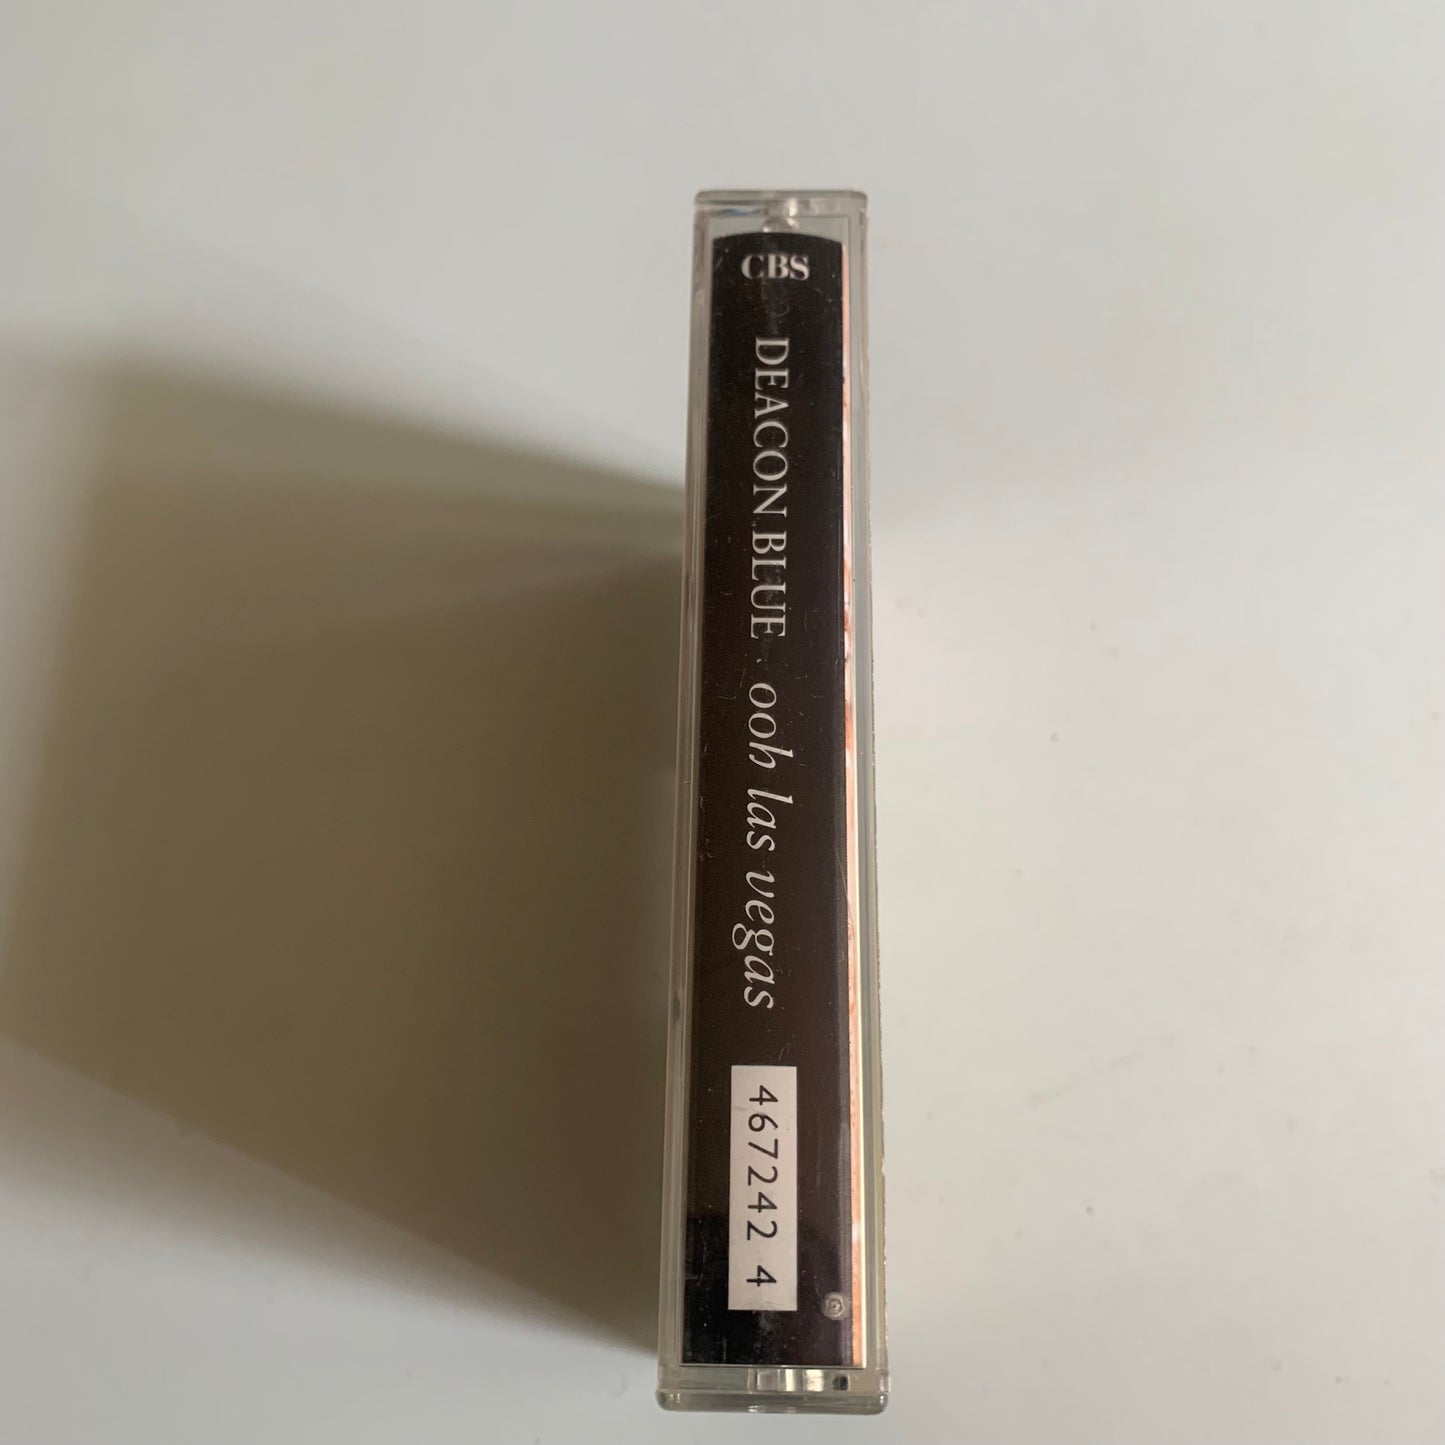 CBS
DEACON BLUE ooh las vegas
467242 4